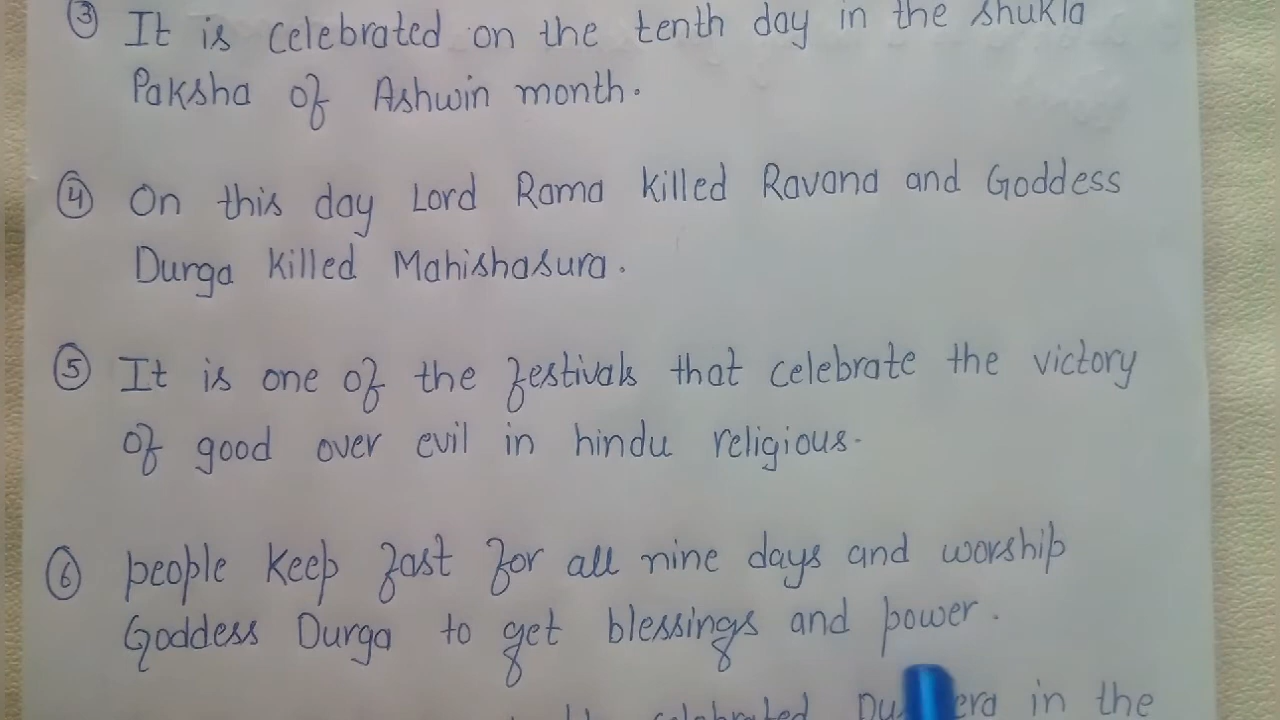 ③ It is celebrated on the tenth day in the shukla
Paksha of Ashwin month.
④ On this day Lord Rama killed Ravana and Goddess
Durga killed Mahishasura.
⑤ It is one of the festivals that celebrate the victory
of good over evil in hindu religious.
⑥ people keep fast for all nine days and worship
Goddess Durga to get blessings and power.
celebrated in the